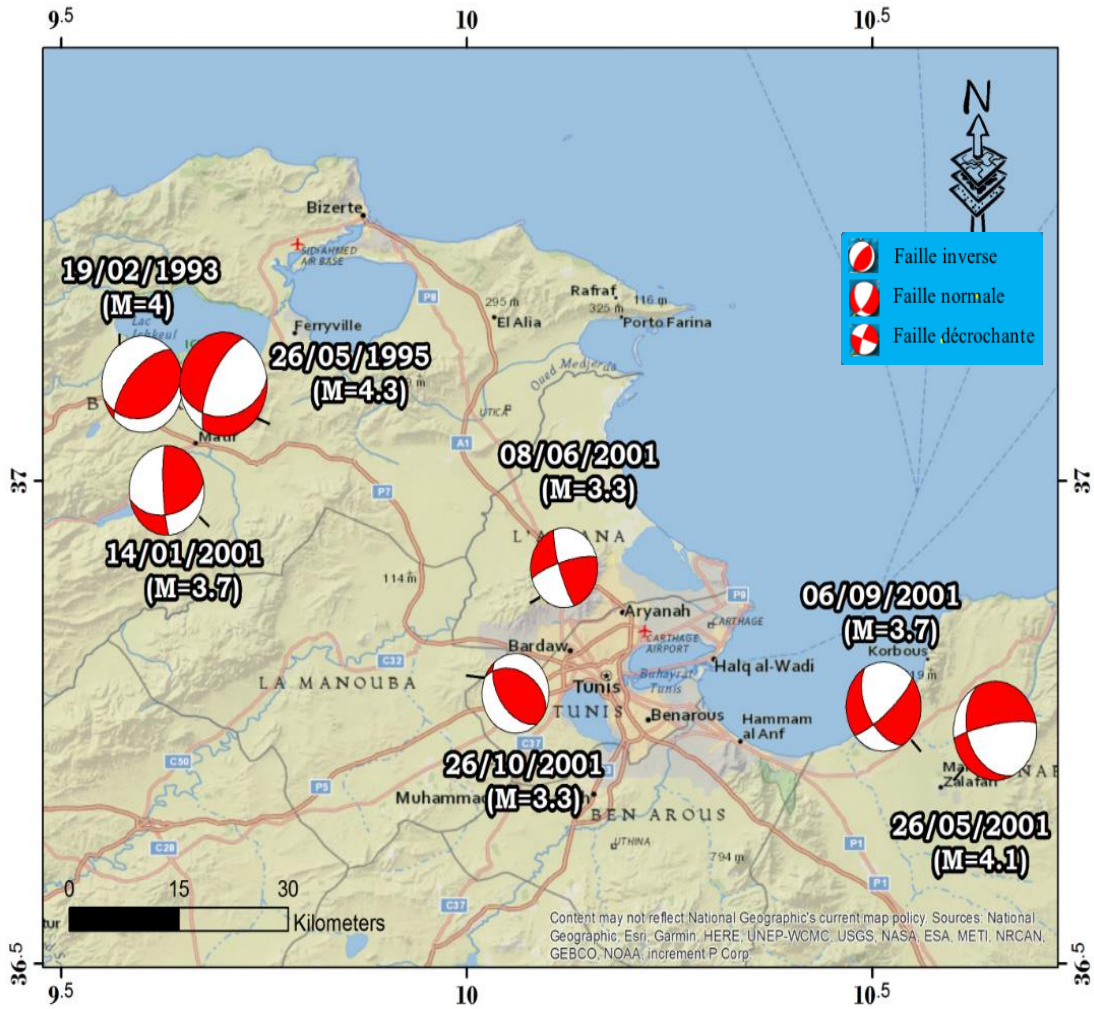 9.5 10 10.5
N
Bizerte
SID-AHMED
AIR BASE
19/02/1993
(M=4)
P8
295 m
El Alia
Rafraf
116 m
325 m
Porto Farina
Faille inverse
Faille normale
Faille décrochante
Lac
Ferryville
26/05/1995
(M=4.3)
Oued Medjerda
UTICA
A1
08/06/2001
(M=3.3)
37
37
P7
14/01/2001
(M=3.7)
114 m
Aryanah
P9
CARTHAGE
CARTHAGE
AIRPORT
Bardaw
06/09/2001
(M=3.7)
Korbous
19 m
C32
LA MANOUBA
Halq al-Wadi
Tunis
Buhayrat
Tunis
TUNIS
Benarous
Hammam
al Anf
C37
C50
P5
26/10/2001
(M=3.3)
Muhammad
BEN AROUS
Zalafan
26/05/2001
(M=4.1)
UTHINA
794 m
P1
P1
C28
C37
0 15 30
Kilometers
Content may not reflect National Geographic's current map policy. Sources: National
Geographic, Esri, Garmin, HERE, UNEP-WCMC, USGS, NASA, ESA, METI, NRCAN,
GEBCO, NOAA, increment P Corp.
36.5
36.5
9.5 10 10.5